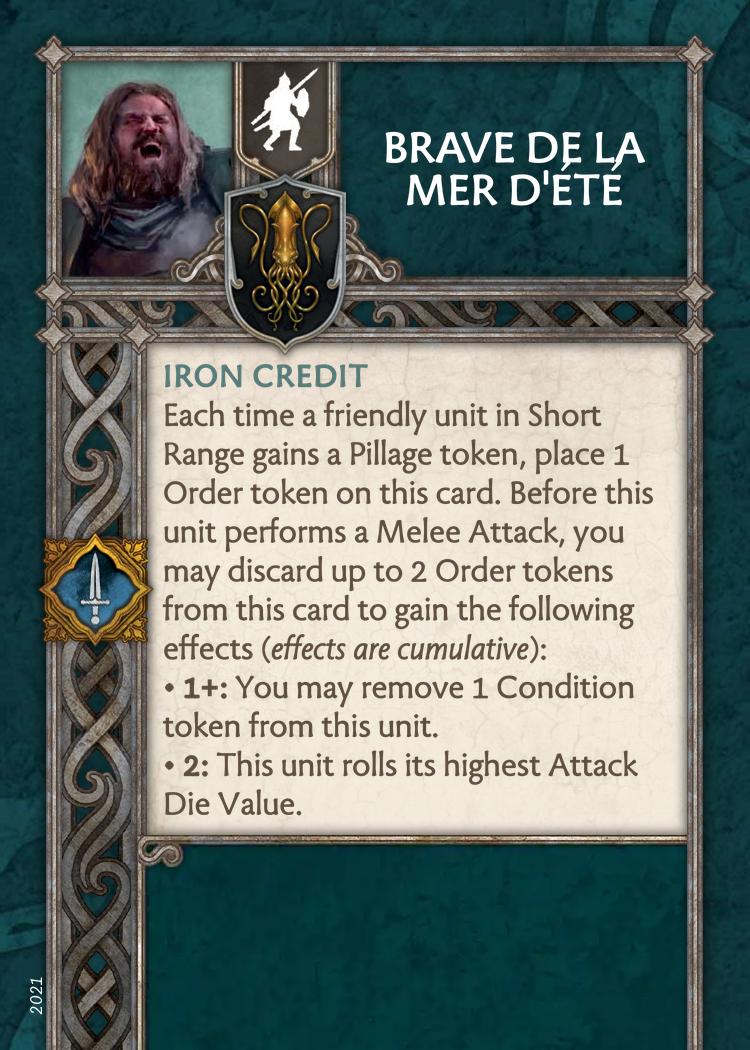 BRAVE DE LA
MER D'ÉTÉ
IRON CREDIT
Each time a friendly unit in Short
Range gains a Pillage token, place 1
Order token on this card. Before this
unit performs a Melee Attack, you
may discard up to 2 Order tokens
from this card to gain the following
effects (effects are cumulative):
• 1+: You may remove 1 Condition
token from this unit.
• 2: This unit rolls its highest Attack
Die Value.
2021